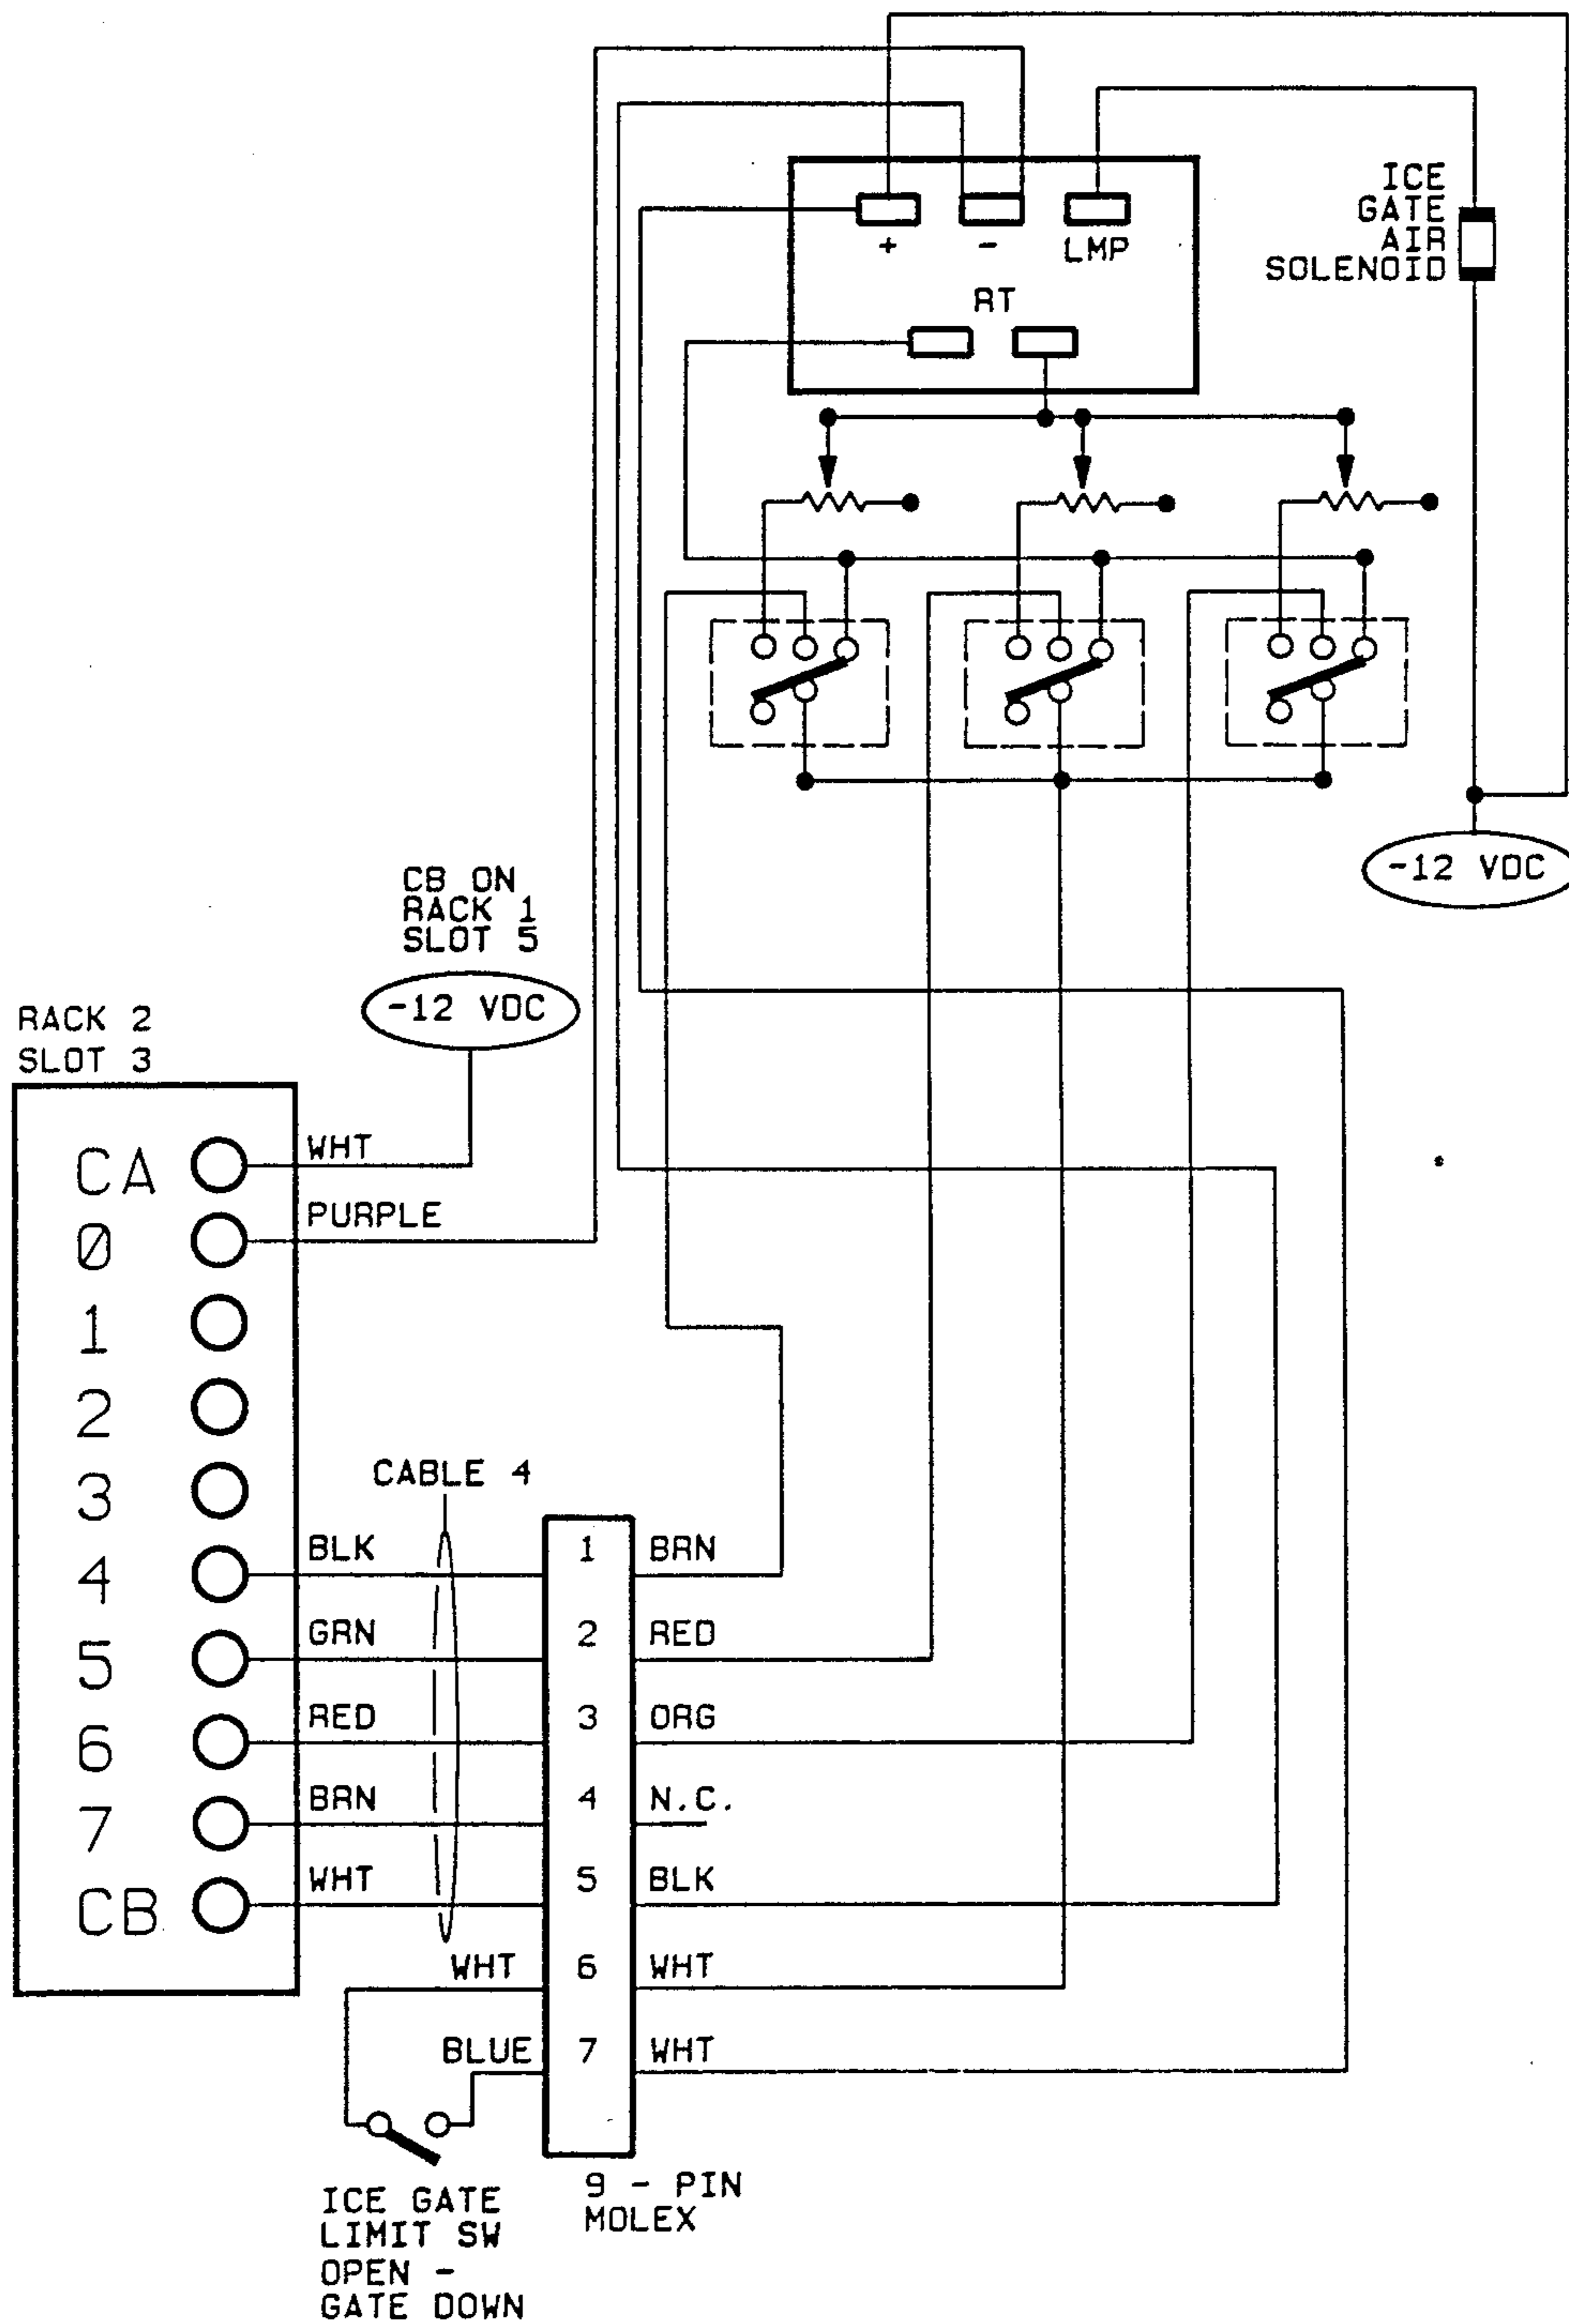 ICE
GATE
AIR
SOLENOID
+ - LMP
RT
-12 VDC
CB ON
RACK 1
SLOT 5
-12 VDC
RACK 2
SLOT 3
CA WHT
0 PURPLE
1
2
3
CABLE 4
4 BLK 1 BRN
5 GRN 2 RED
6 RED 3 ORG
7 BRN 4 N.C.
CB WHT 5 BLK
WHT 6 WHT
BLUE 7 WHT
9 - PIN
MOLEX
ICE GATE
LIMIT SW
OPEN -
GATE DOWN